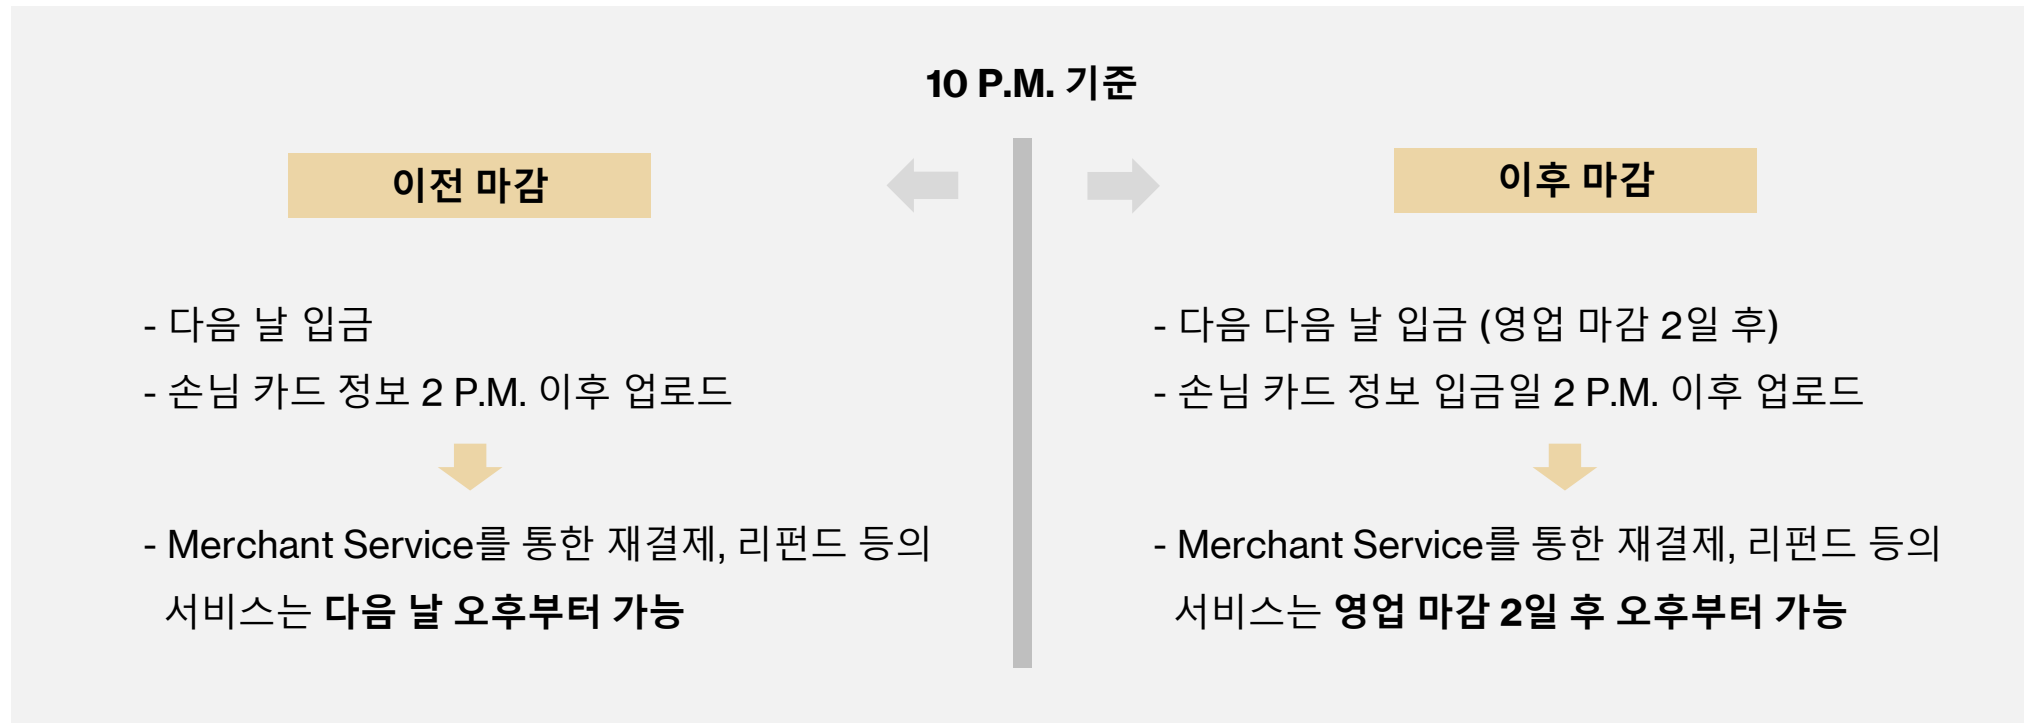 10 P.M. 기준
이전 마감
- 다음 날 입금
- 손님 카드 정보 2 P.M. 이후 업로드
- Merchant Service를 통한 재결제, 리펀드 등의
서비스는 다음 날 오후부터 가능
이후 마감
- 다음 다음 날 입금 (영업 마감 2일 후)
- 손님 카드 정보 입금일 2 P.M. 이후 업로드
- Merchant Service를 통한 재결제, 리펀드 등의
서비스는 영업 마감 2일 후 오후부터 가능